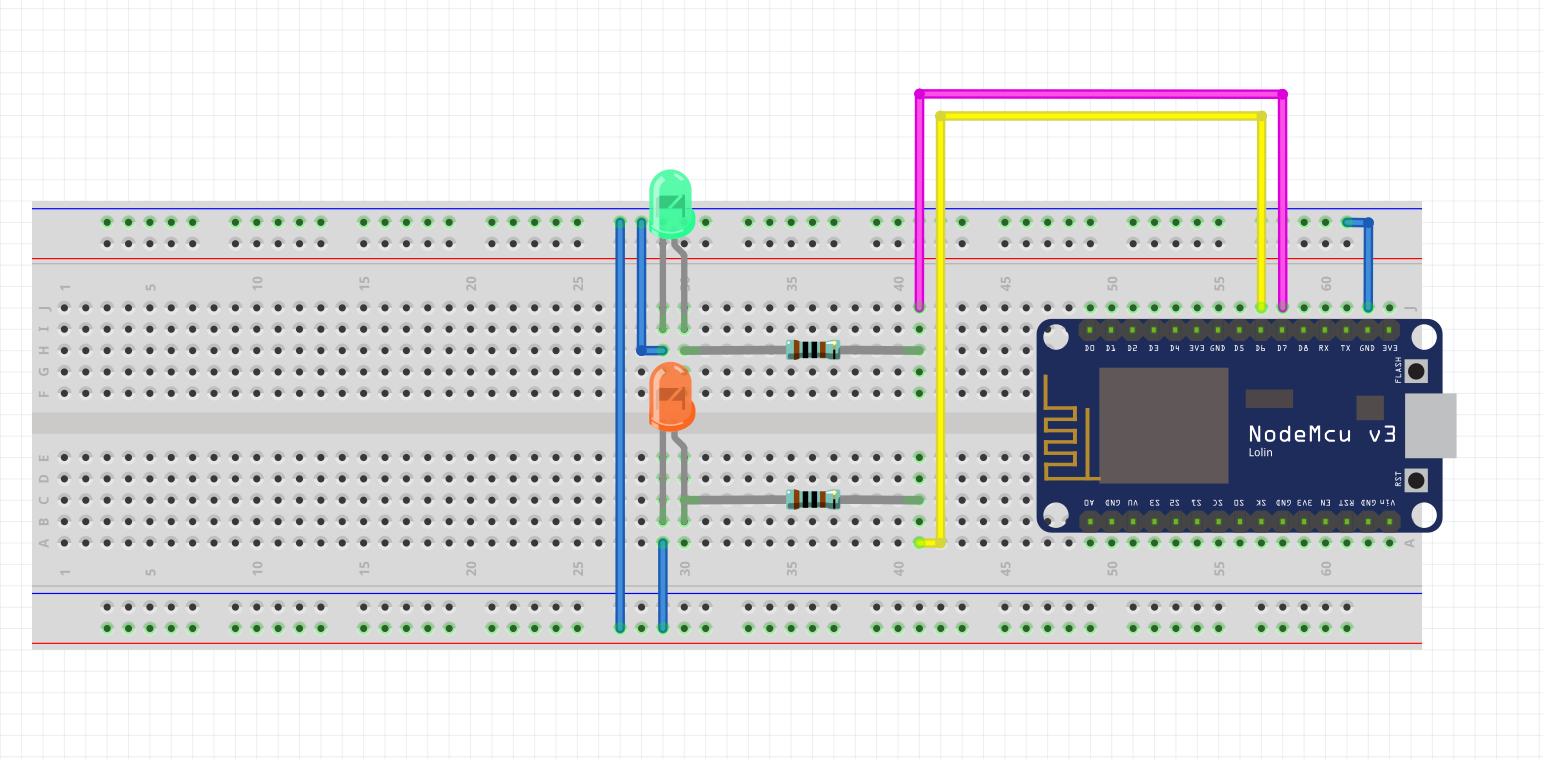 1 5 10 15 20 25 30 35 40 45 50 55 60
J
I
H
G
F
J
D0 D1 D2 D3 D4 3V3 GND D5 D6 D7 D8 RX TX GND 3V3
FLASH
NodeMcu v3
Lolin
RST
A0 GND VU S3 S2 S1 SC S0 SK GND 3V3 EN RST GND Vin
E
D
C
B
A
A
1 5 10 15 20 25 30 35 40 45 50 55 60